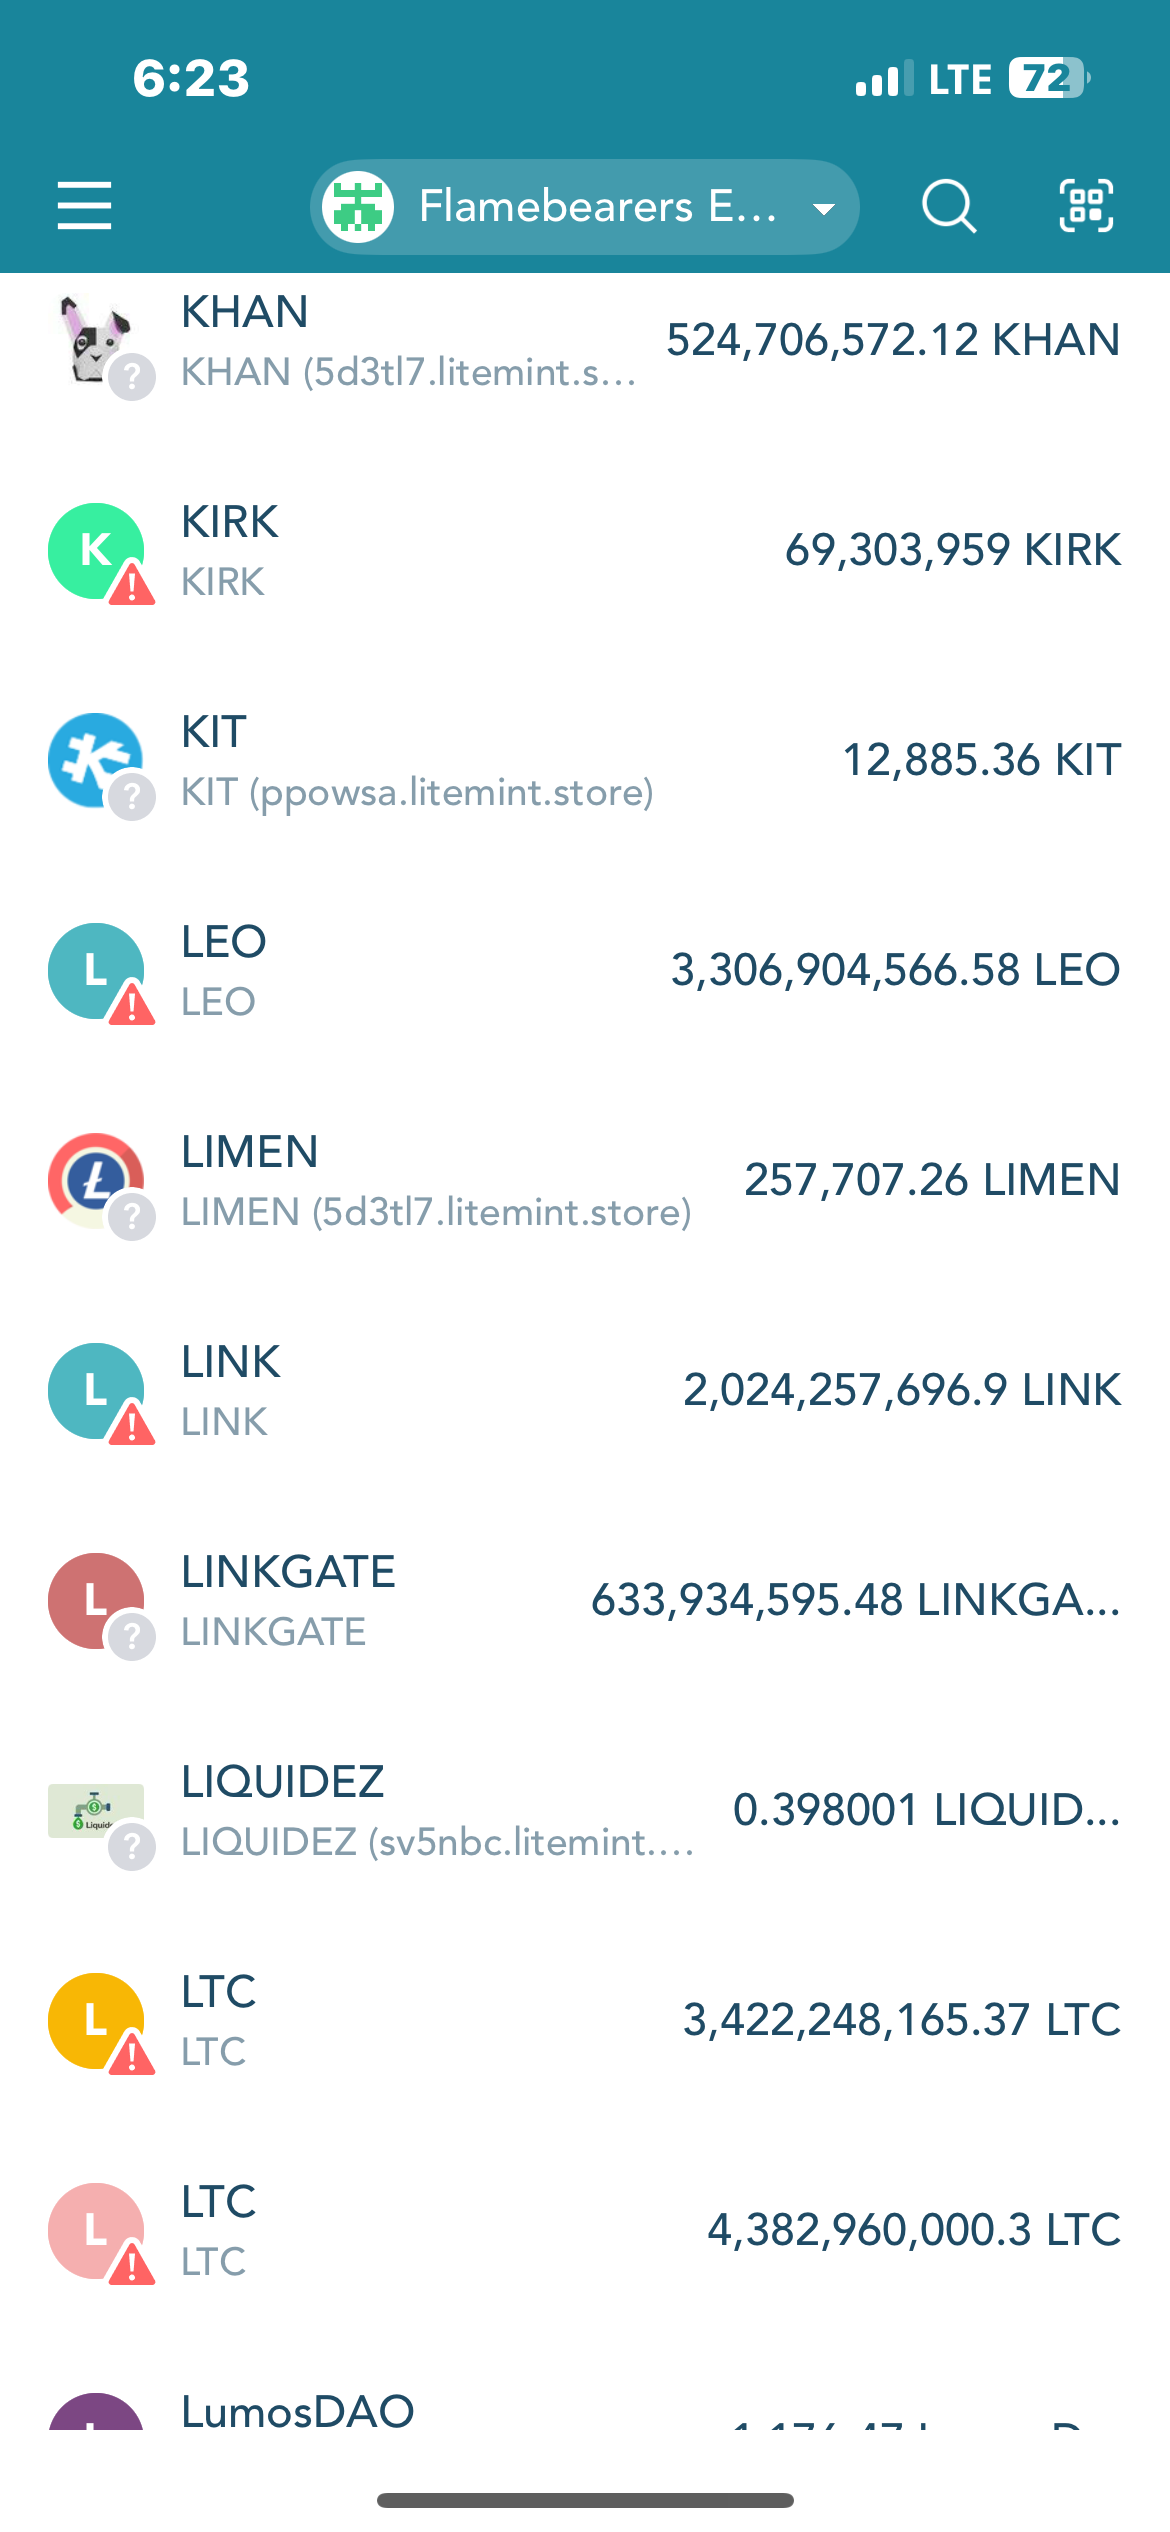 6:23
LTE 72
Flamebearers E...
KHAN
524,706,572.12 KHAN
KHAN (5d3tl7.litemint.s...
K
KIRK
69,303,959 KIRK
KIRK
KIT
12,885.36 KIT
KIT (ppowsa.litemint.store)
L
LEO
3,306,904,566.58 LEO
LEO
LIMEN
257,707.26 LIMEN
LIMEN (5d3tl7.litemint.store)
L
LINK
2,024,257,696.9 LINK
LINK
L
LINKGATE
633,934,595.48 LINKGA...
LINKGATE
LIQUIDEZ
0.398001 LIQUID...
LIQUIDEZ (sv5nbc.litemint....
L
LTC
3,422,248,165.37 LTC
LTC
L
LTC
4,382,960,000.3 LTC
LTC
LumosDAO